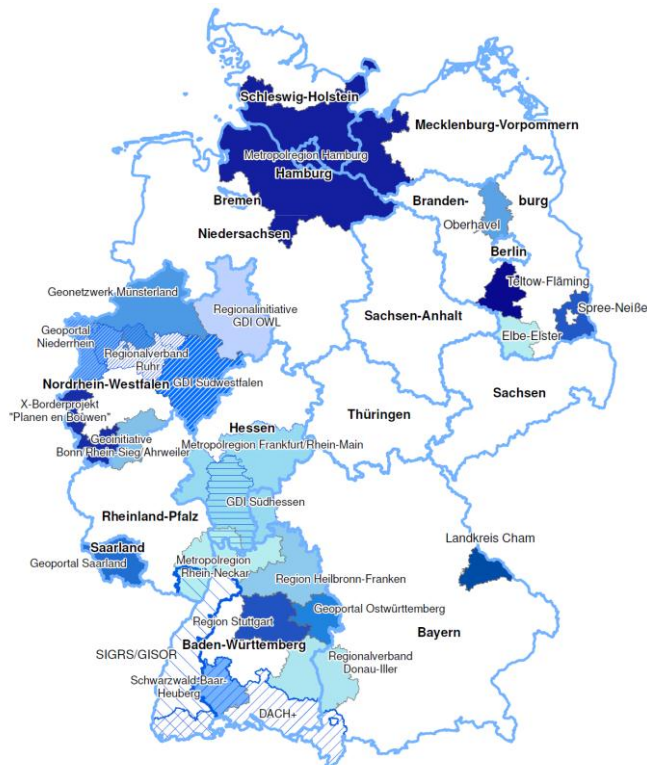 Schleswig-Holstein
Mecklenburg-Vorpommern
Metropolregion Hamburg
Hamburg
Bremen
Branden-
burg
Oberhavel
Niedersachsen
Berlin
Teltow-Fläming
Geonetzwerk Münsterland
Regionalinitiative
GDI OWL
Sachsen-Anhalt
Spree-Neiße
Geoportal
Niederrhein
Elbe-Elster
Regionalverband
Ruhr
Nordrhein-Westfalen
GDI Südwestfalen
Sachsen
X-Borderprojekt
"Planen en Bouwen"
Thüringen
Hessen
Geoinitiative
Bonn/Rhein-Sieg/Ahrweiler
Metropolregion Frankfurt/Rhein-Main
GDI Südhessen
Rheinland-Pfalz
Landkreis Cham
Saarland
Geoportal Saarland
Metropolregion
Rhein-Neckar
Region Heilbronn-Franken
Region Stuttgart
Geoportal Ostwürttemberg
Bayern
Baden-Württemberg
SIGRS/GISOR
Regionalverband
Donau-Iller
Schwarzwald-Baar-
Heuberg
DACH+